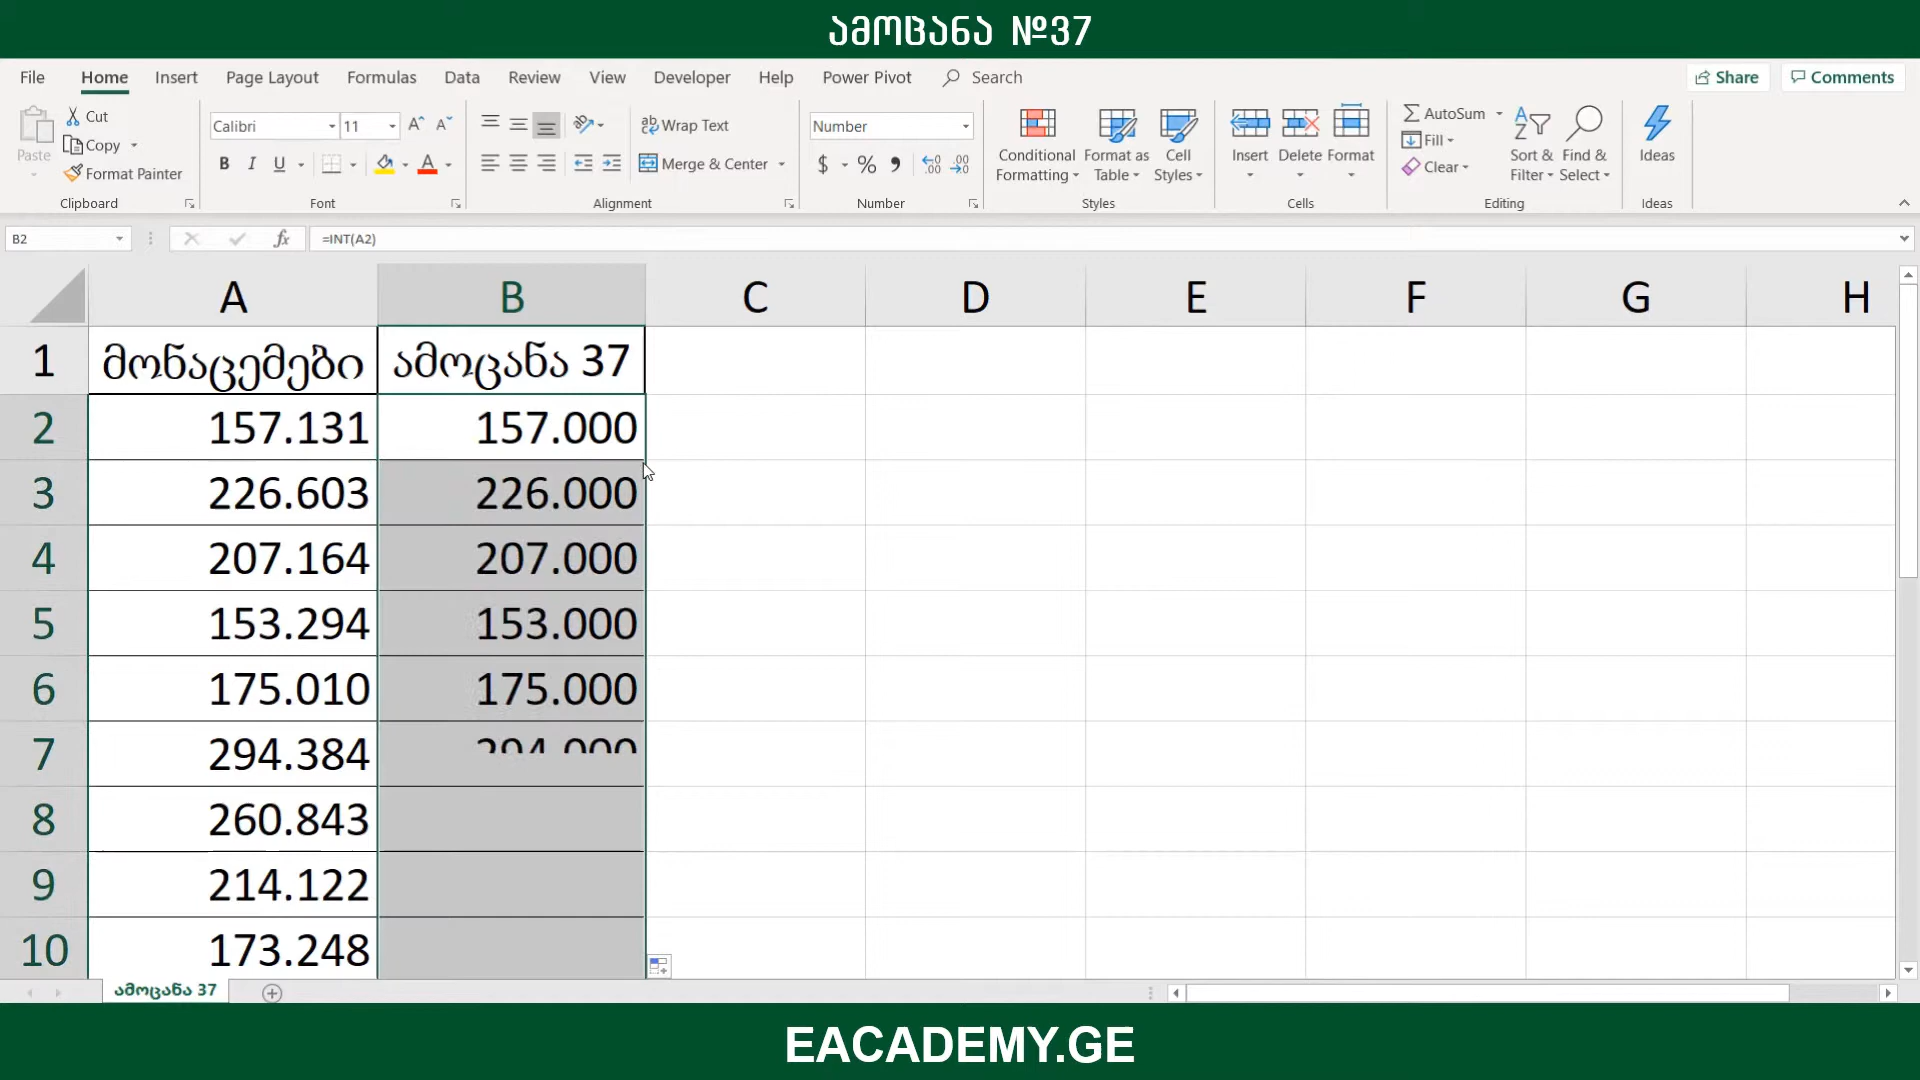 ამოცანა №37
File Home Insert Page Layout Formulas Data Review View Developer Help Power Pivot Search Share Comments
Paste Cut Copy Format Painter Clipboard
Calibri 11 B I U A Font
Wrap Text Merge & Center Alignment
Number $ % Number
Conditional Formatting Format as Table Cell Styles Styles
Insert Delete Format Cells
AutoSum Fill Clear Sort & Filter Find & Select Editing
Ideas Ideas
B2 fx =INT(A2)
A B C D E F G H
1 მონაცემები ამოცანა 37
2 157.131 157.000
3 226.603 226.000
4 207.164 207.000
5 153.294 153.000
6 175.010 175.000
7 294.384 294.000
8 260.843
9 214.122
10 173.248
ამოცანა 37
EACADEMY.GE